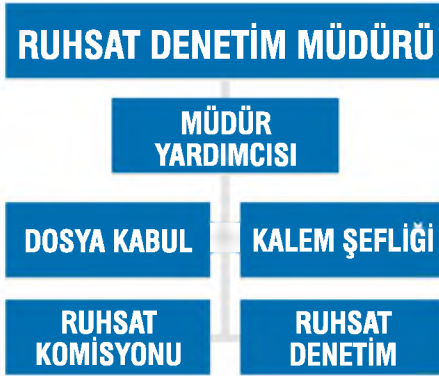 RUHSAT DENETİM MÜDÜRÜ
MÜDÜR
YARDIMCISI
DOSYA KABUL
KALEM ŞEFLİĞİ
RUHSAT
KOMİSYONU
RUHSAT
DENETİM